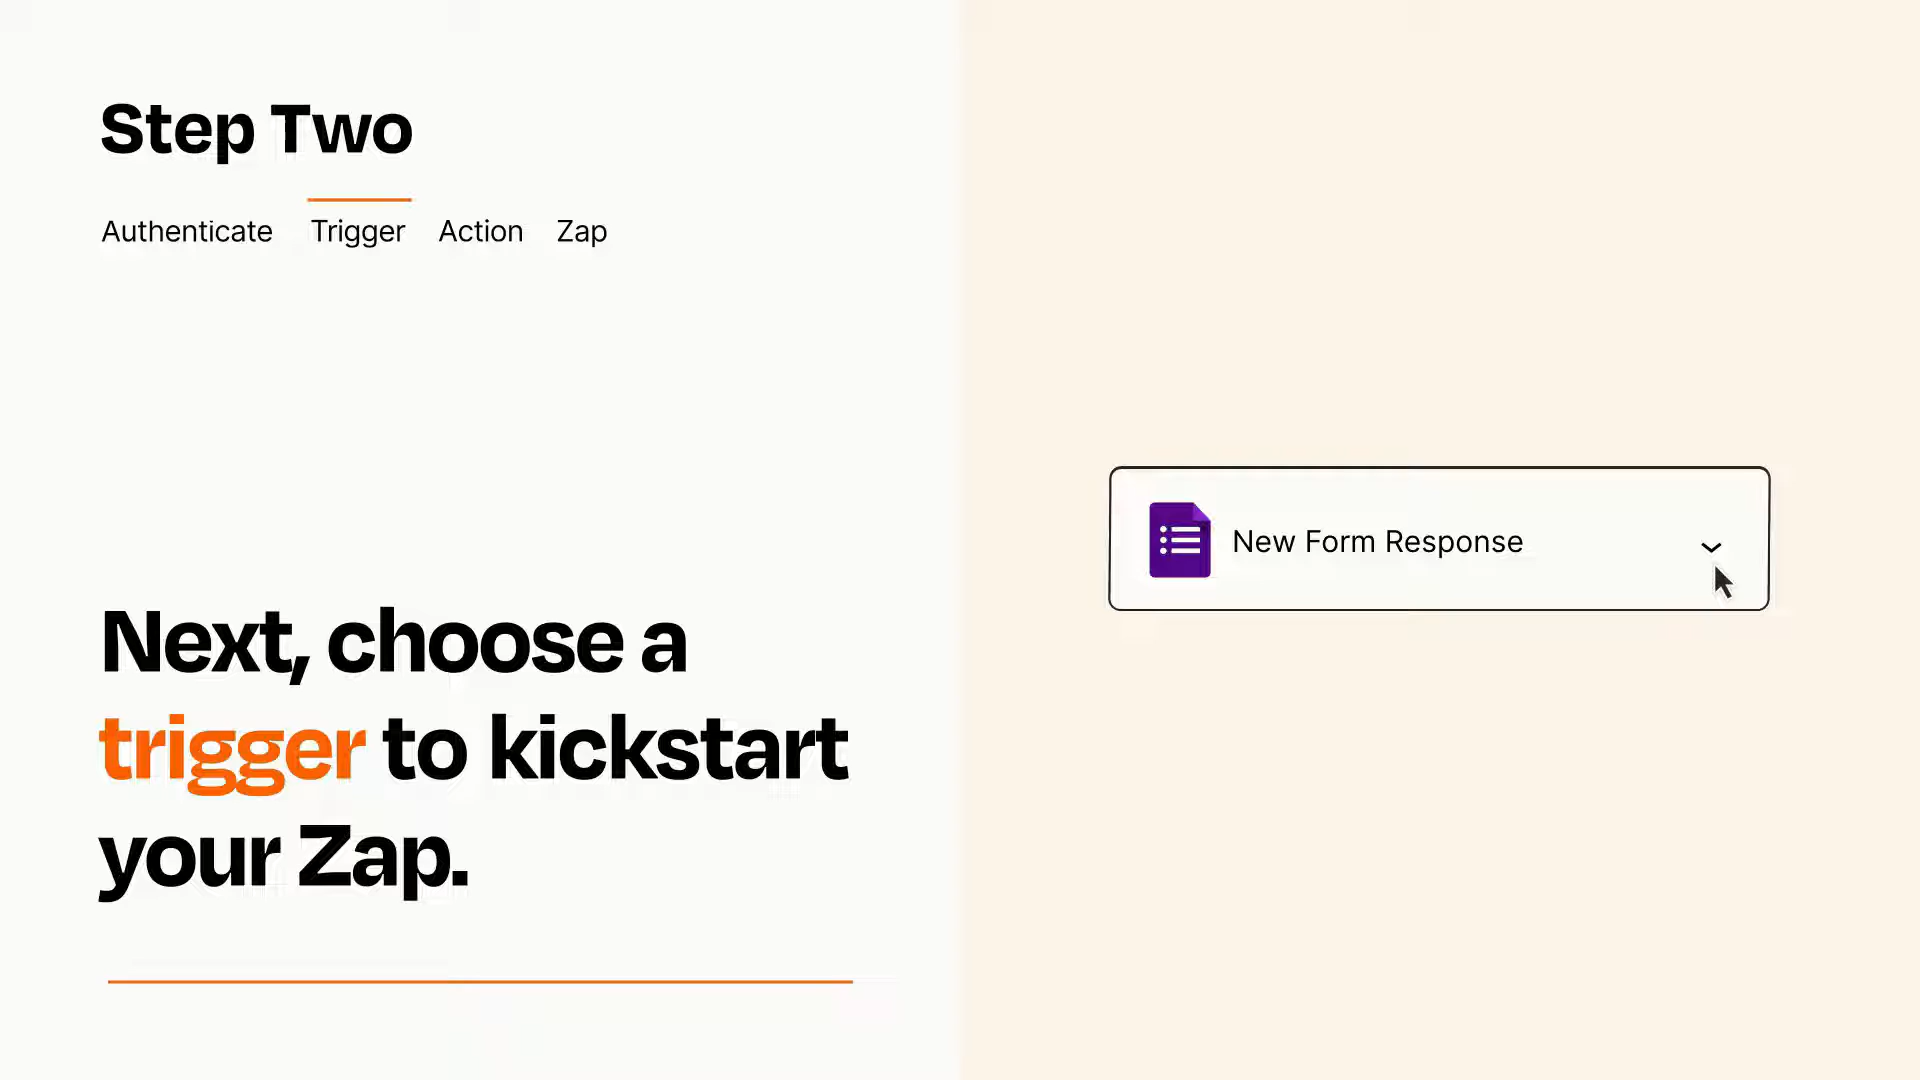 Step Two
Authenticate Trigger Action Zap
Next, choose a
trigger to kickstart
your Zap.
New Form Response